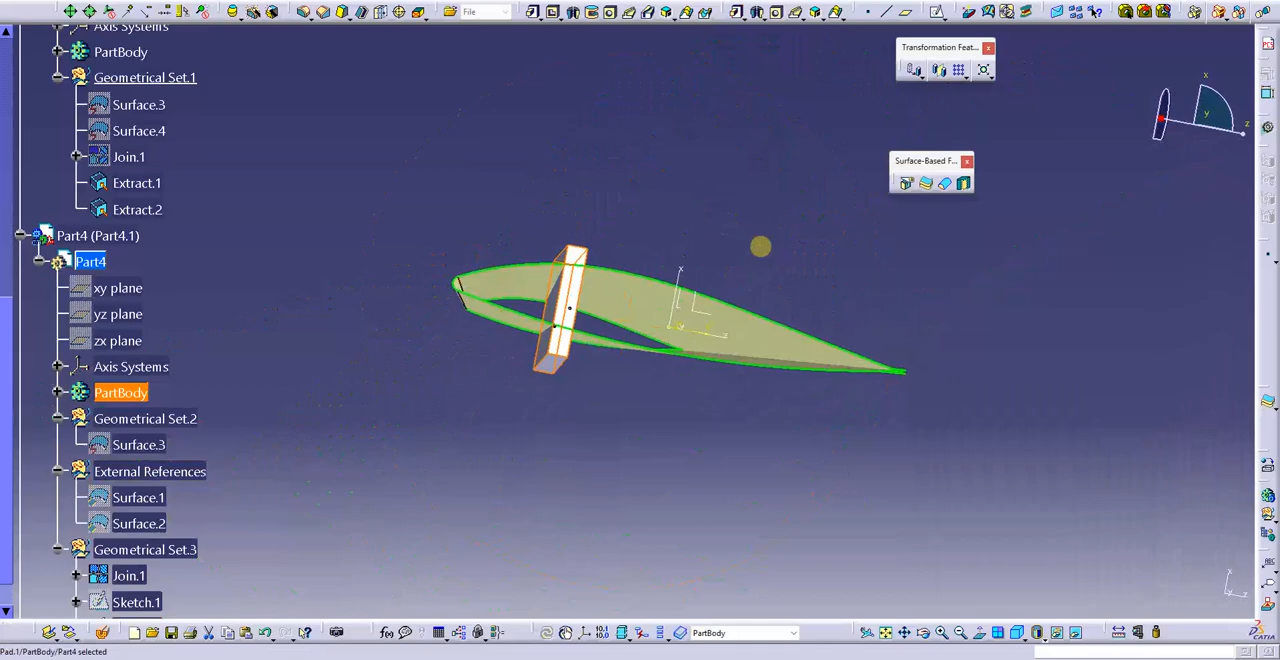 File
Axis Systems
PartBody
Geometrical Set.1
Surface.3
Surface.4
Join.1
Extract.1
Extract.2
Part4 (Part4.1)
Part4
xy plane
yz plane
zx plane
Axis Systems
PartBody
Geometrical Set.2
Surface.3
External References
Surface.1
Surface.2
Geometrical Set.3
Join.1
Sketch.1
Transformation Feat...
Surface-Based F...
x
y
z
x
y
x
z
PartBody
CATIA
Pad.1/PartBody/Part4 selected